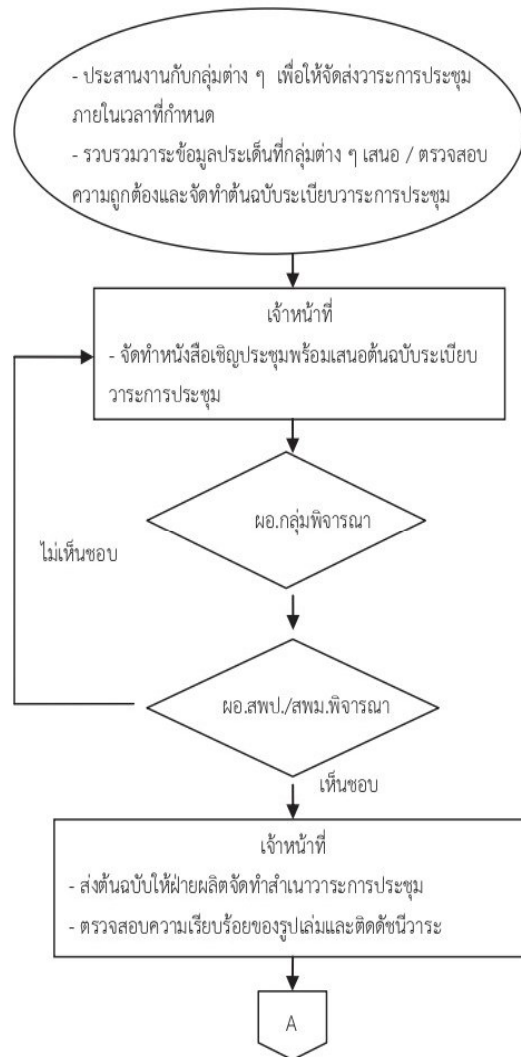 - ประสานงานกับกลุ่มต่าง ๆ เพื่อให้จัดส่งวาระการประชุม
ภายในเวลาที่กำหนด
- รวบรวมวาระข้อมูลประเด็นที่กลุ่มต่าง ๆ เสนอ / ตรวจสอบ
ความถูกต้องและจัดทำต้นฉบับระเบียบวาระการประชุม
เจ้าหน้าที่
- จัดทำหนังสือเชิญประชุมพร้อมเสนอต้นฉบับระเบียบ
วาระการประชุม
ผอ.กลุ่มพิจารณา
ไม่เห็นชอบ
ผอ.สพป./สพม.พิจารณา
เห็นชอบ
เจ้าหน้าที่
- ส่งต้นฉบับให้ฝ่ายผลิตจัดทำสำเนาวาระการประชุม
- ตรวจสอบความเรียบร้อยของรูปเล่มและติดดัชนีวาระ
A